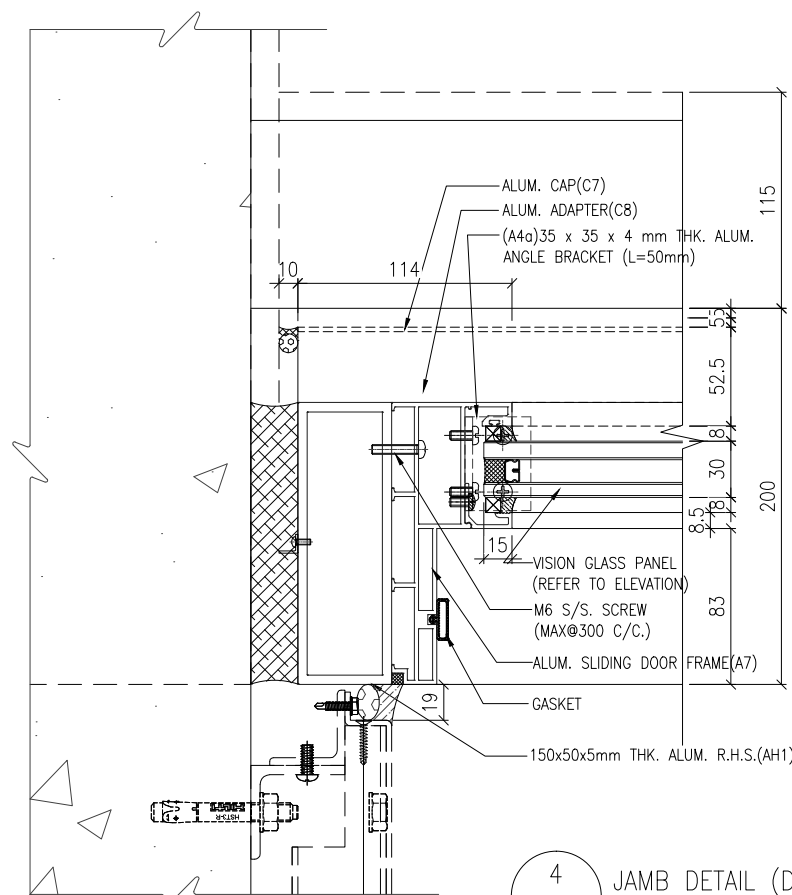 ALUM. CAP(C7)
ALUM. ADAPTER(C8)
(A4a)35 x 35 x 4 mm THK. ALUM.
ANGLE BRACKET (L=50mm)
10
114
115
55
52.5
8
30
8
8.5
200
83
15
VISION GLASS PANEL
(REFER TO ELEVATION)
M6 S/S. SCREW
(MAX@300 C/C.)
ALUM. SLIDING DOOR FRAME(A7)
GASKET
19
150x50x5mm THK. ALUM. R.H.S.(AH1)
HST3-R
4
JAMB DETAIL (D